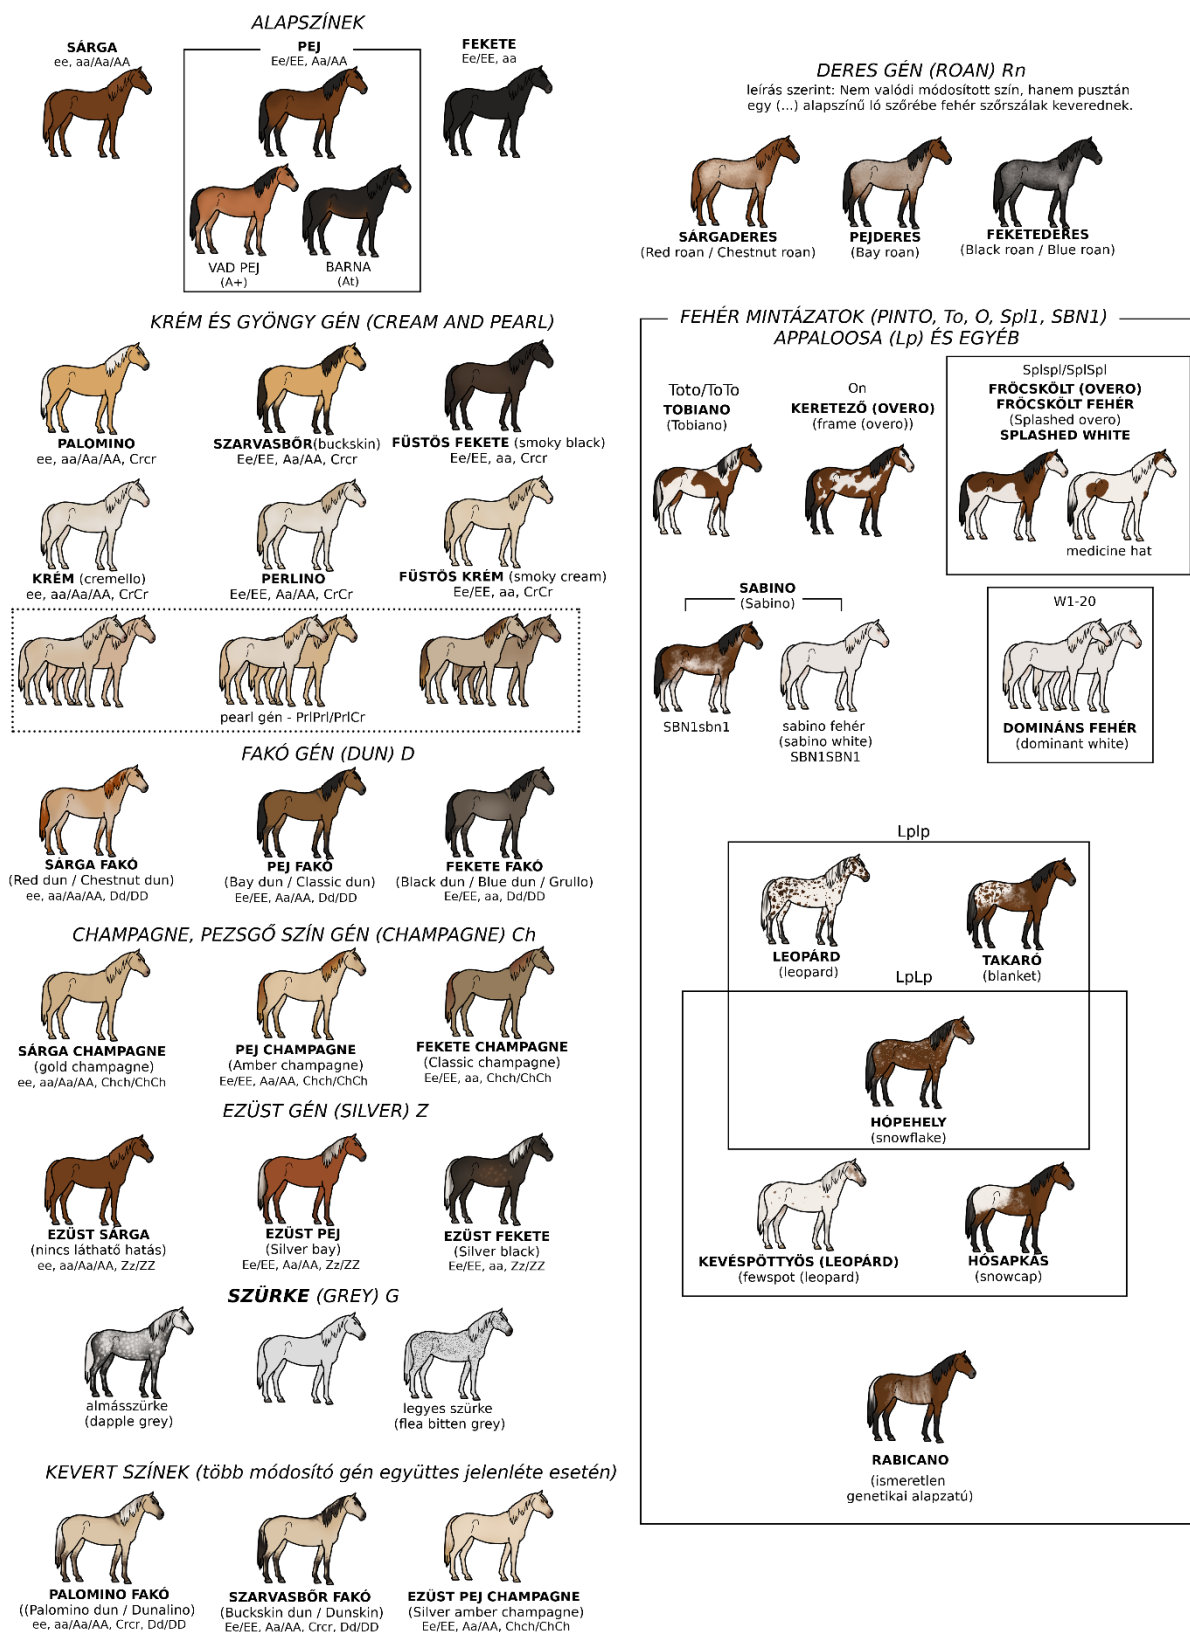 ALAPSZÍNEK
SÁRGA
ee, aa/Aa/AA
PEJ
Ee/EE, Aa/AA
FEKETE
Ee/EE, aa
VAD PEJ
(A+)
BARNA
(At)
DERES GÉN (ROAN) Rn
leírás szerint: Nem valódi módosított szín, hanem pusztán
egy (...) alapszínű ló szőrébe fehér szőrszálak keverednek.
SÁRGADERES
(Red roan / Chestnut roan)
PEJDERES
(Bay roan)
FEKETEDERES
(Black roan / Blue roan)
KRÉM ÉS GYÖNGY GÉN (CREAM AND PEARL)
PALOMINO
ee, aa/Aa/AA, Crcr
SZARVASBŐR(buckskin)
Ee/EE, Aa/AA, Crcr
FÜSTÖS FEKETE (smoky black)
Ee/EE, aa, Crcr
KRÉM (cremello)
ee, aa/Aa/AA, CrCr
PERLINO
Ee/EE, Aa/AA, CrCr
FÜSTÖS KRÉM (smoky cream)
Ee/EE, aa, CrCr
pearl gén - PrlPrl/PrlCr
FAKÓ GÉN (DUN) D
SÁRGA FAKÓ
(Red dun / Chestnut dun)
ee, aa/Aa/AA, Dd/DD
PEJ FAKÓ
(Bay dun / Classic dun)
Ee/EE, Aa/AA, Dd/DD
FEKETE FAKÓ
(Black dun / Blue dun / Grullo)
Ee/EE, aa, Dd/DD
CHAMPAGNE, PEZSGŐ SZÍN GÉN (CHAMPAGNE) Ch
SÁRGA CHAMPAGNE
(gold champagne)
ee, aa/Aa/AA, Chch/ChCh
PEJ CHAMPAGNE
(Amber champagne)
Ee/EE, Aa/AA, Chch/ChCh
FEKETE CHAMPAGNE
(Classic champagne)
Ee/EE, aa, Chch/ChCh
EZÜST GÉN (SILVER) Z
EZÜST SÁRGA
(nincs látható hatás)
ee, aa/Aa/AA, Zz/ZZ
EZÜST PEJ
(Silver bay)
Ee/EE, Aa/AA, Zz/ZZ
EZÜST FEKETE
(Silver black)
Ee/EE, aa, Zz/ZZ
SZÜRKE (GREY) G
almásszürke
(dapple grey)
legyes szürke
(flea bitten grey)
KEVERT SZÍNEK (több módosító gén együttes jelenléte esetén)
PALOMINO FAKÓ
((Palomino dun / Dunalino)
ee, aa/Aa/AA, Crcr, Dd/DD
SZARVASBŐR FAKÓ
(Buckskin dun / Dunskin)
Ee/EE, Aa/AA, Crcr, Dd/DD
EZÜST PEJ CHAMPAGNE
(Silver amber champagne)
Ee/EE, Aa/AA, Chch/ChCh
FEHÉR MINTÁZATOK (PINTO, To, O, Spl1, SBN1)
APPALOOSA (Lp) ÉS EGYÉB
Toto/ToTo
TOBIANO
(Tobiano)
On
KERETEZŐ (OVERO)
(frame (overo))
Splspl/SplSpl
FRÖCSKÖLT (OVERO)
FRÖCSKÖLT FEHÉR
(Splashed overo)
SPLASHED WHITE
medicine hat
SABINO
(Sabino)
SBN1sbn1
sabino fehér
(sabino white)
SBN1SBN1
W1-20
DOMINÁNS FEHÉR
(dominant white)
Lplp
LEOPÁRD
(leopard)
TAKARÓ
(blanket)
LpLp
HÓPEHELY
(snowflake)
KEVÉSPÖTTYÖS (LEOPÁRD)
(fewspot (leopard)
HÓSAPKÁS
(snowcap)
RABICANO
(ismeretlen
genetikai alapzatú)